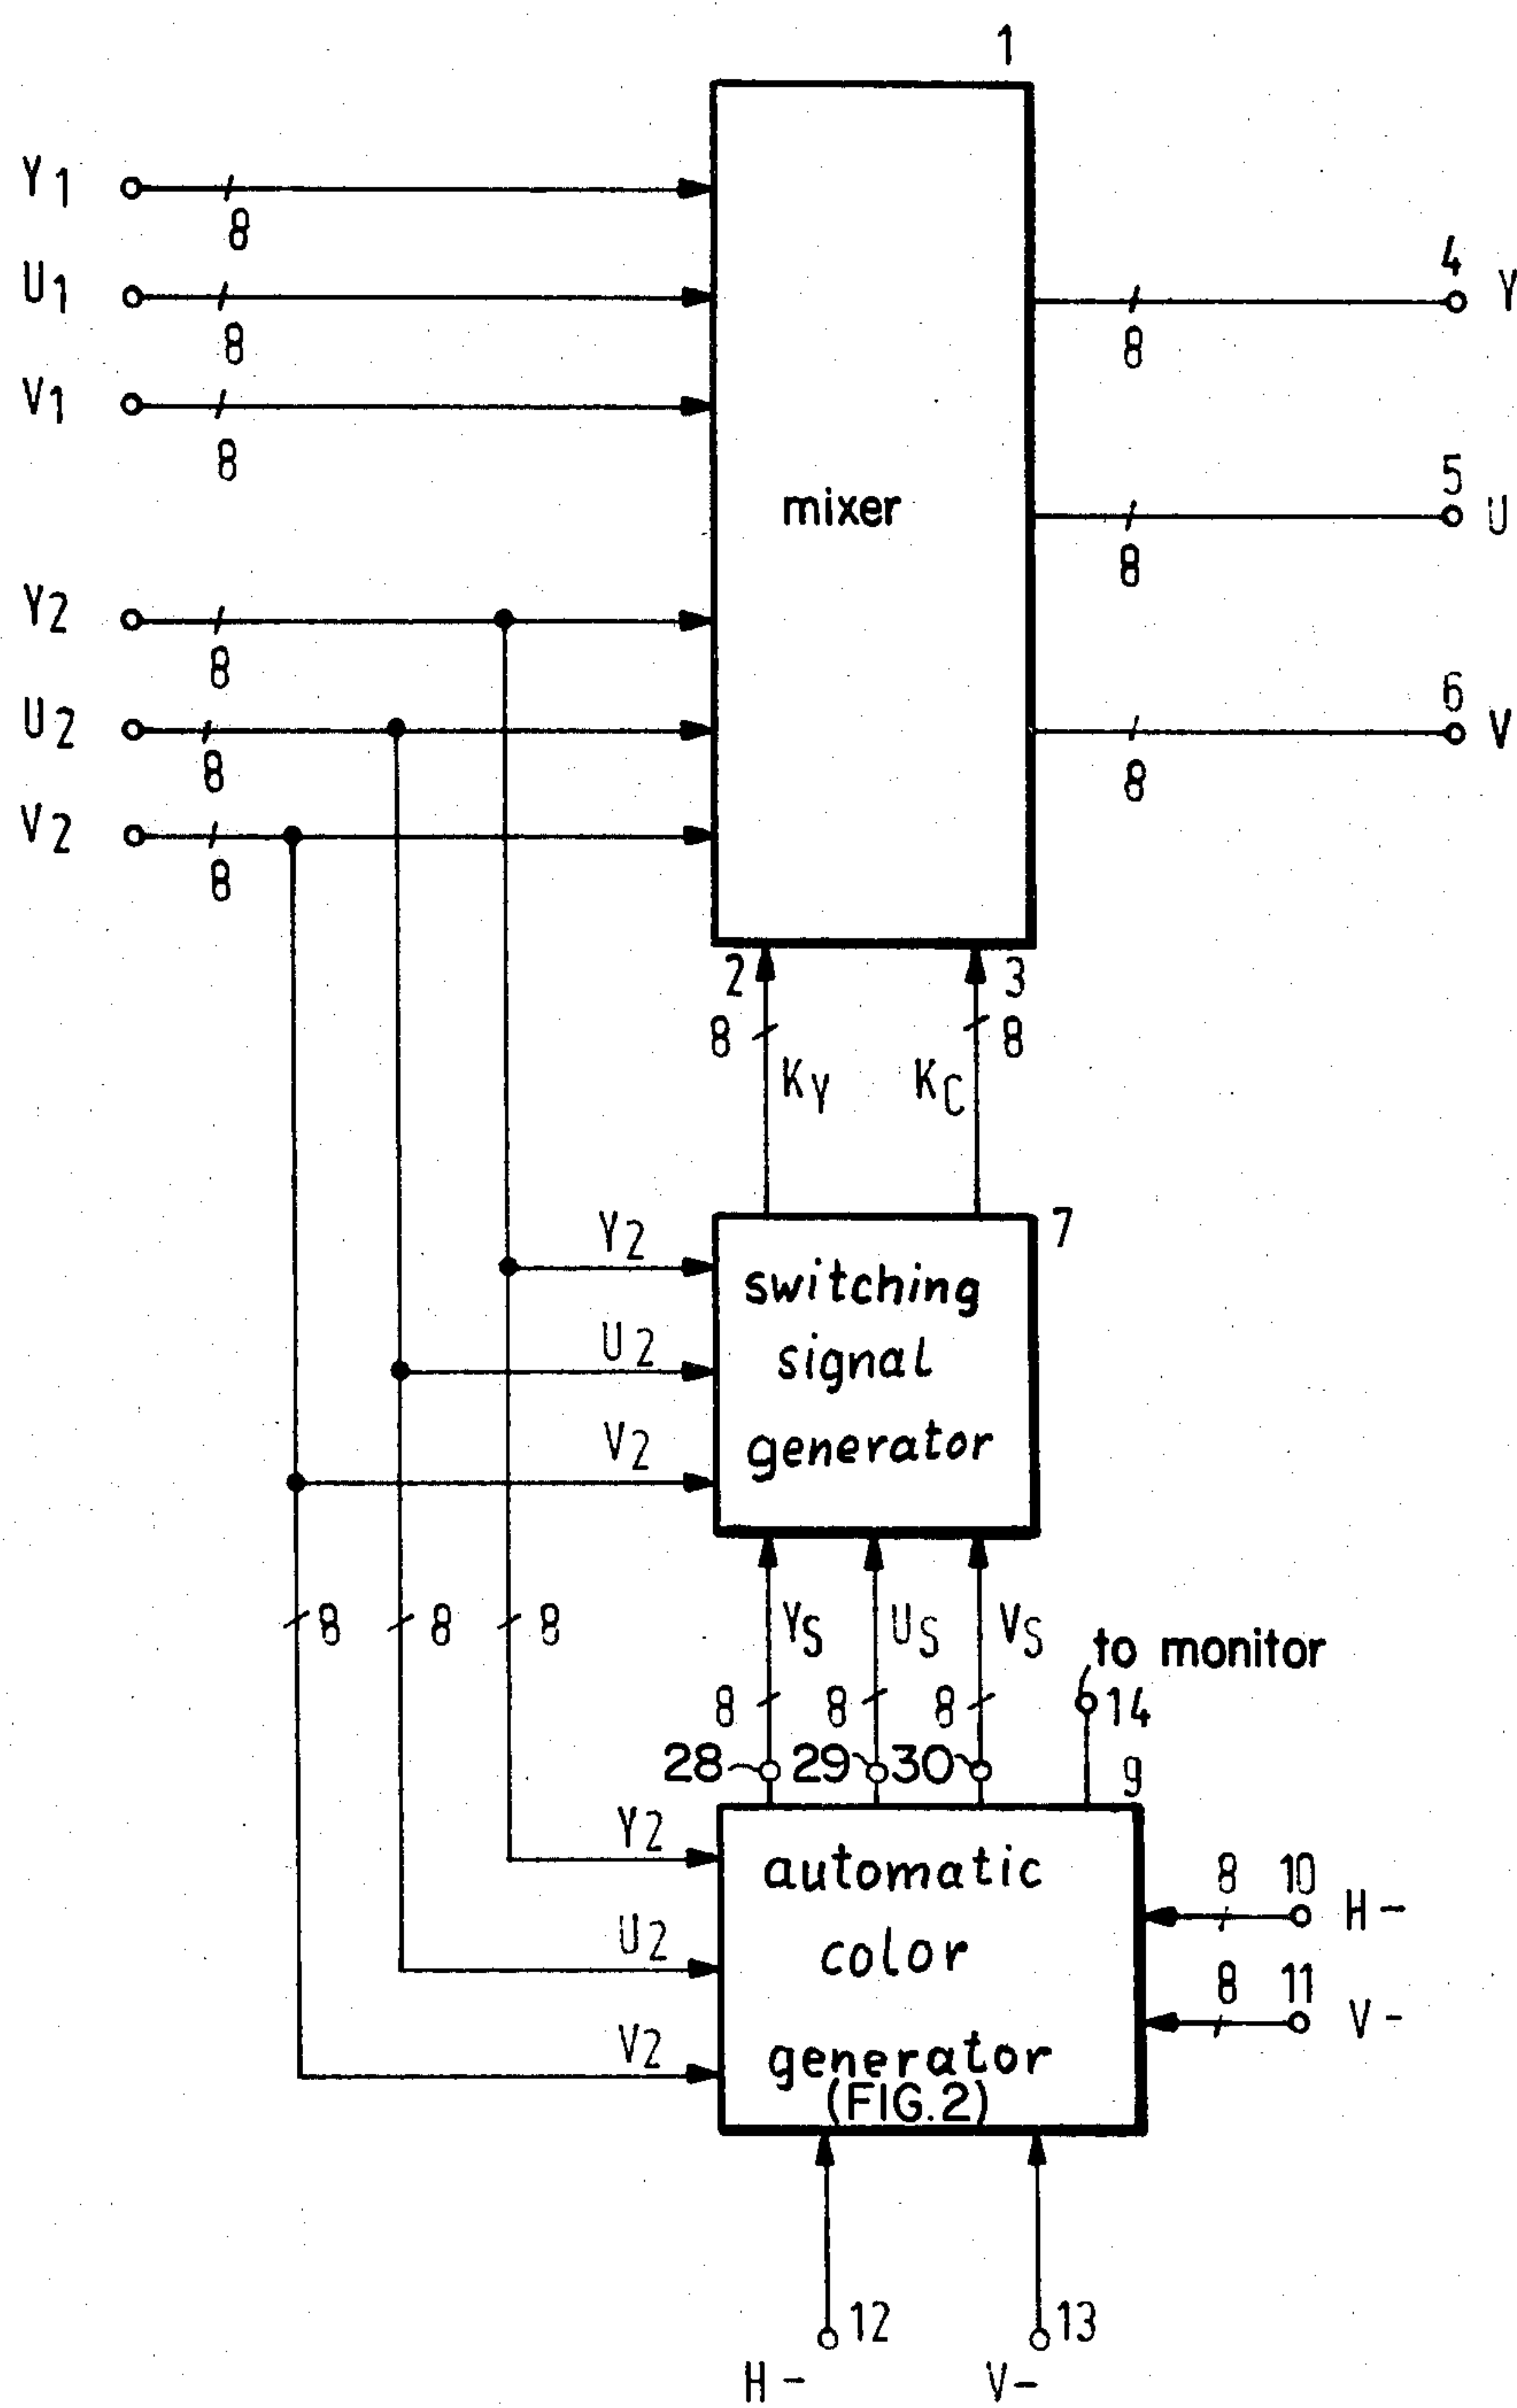 1
Y1
8
U1
8
V1
8
4
Y
8
5
U
8
mixer
Y2
8
U2
8
V2
8
6
V
8
2
3
8
8
KY
KC
7
Y2
switching
U2
signal
V2
generator
8
8
8
YS
US
VS
to monitor
8
8
8
14
28
29
30
9
Y2
automatic
8
10
H-
U2
color
8
11
V-
V2
generator
(FIG.2)
12
13
H-
V-